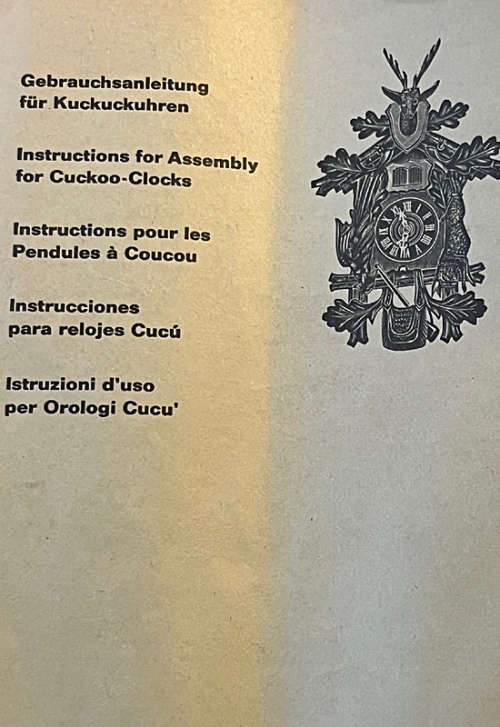 Gebrauchsanleitung
für Kuckuckuhren
Instructions for Assembly
for Cuckoo-Clocks
Instructions pour les
Pendules à Coucou
Instrucciones
para relojes Cucú
Istruzioni d'uso
per Orologi Cucu'